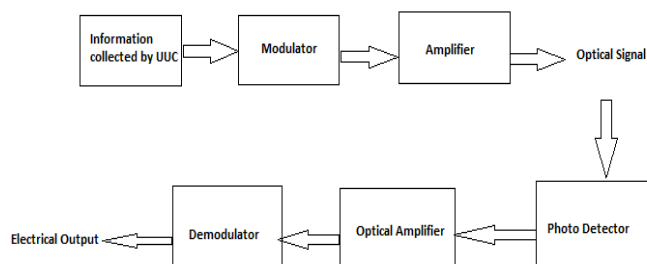 Information
collected by UUC
Modulator
Amplifier
Optical Signal
Photo Detector
Optical Amplifier
Demodulator
Electrical Output